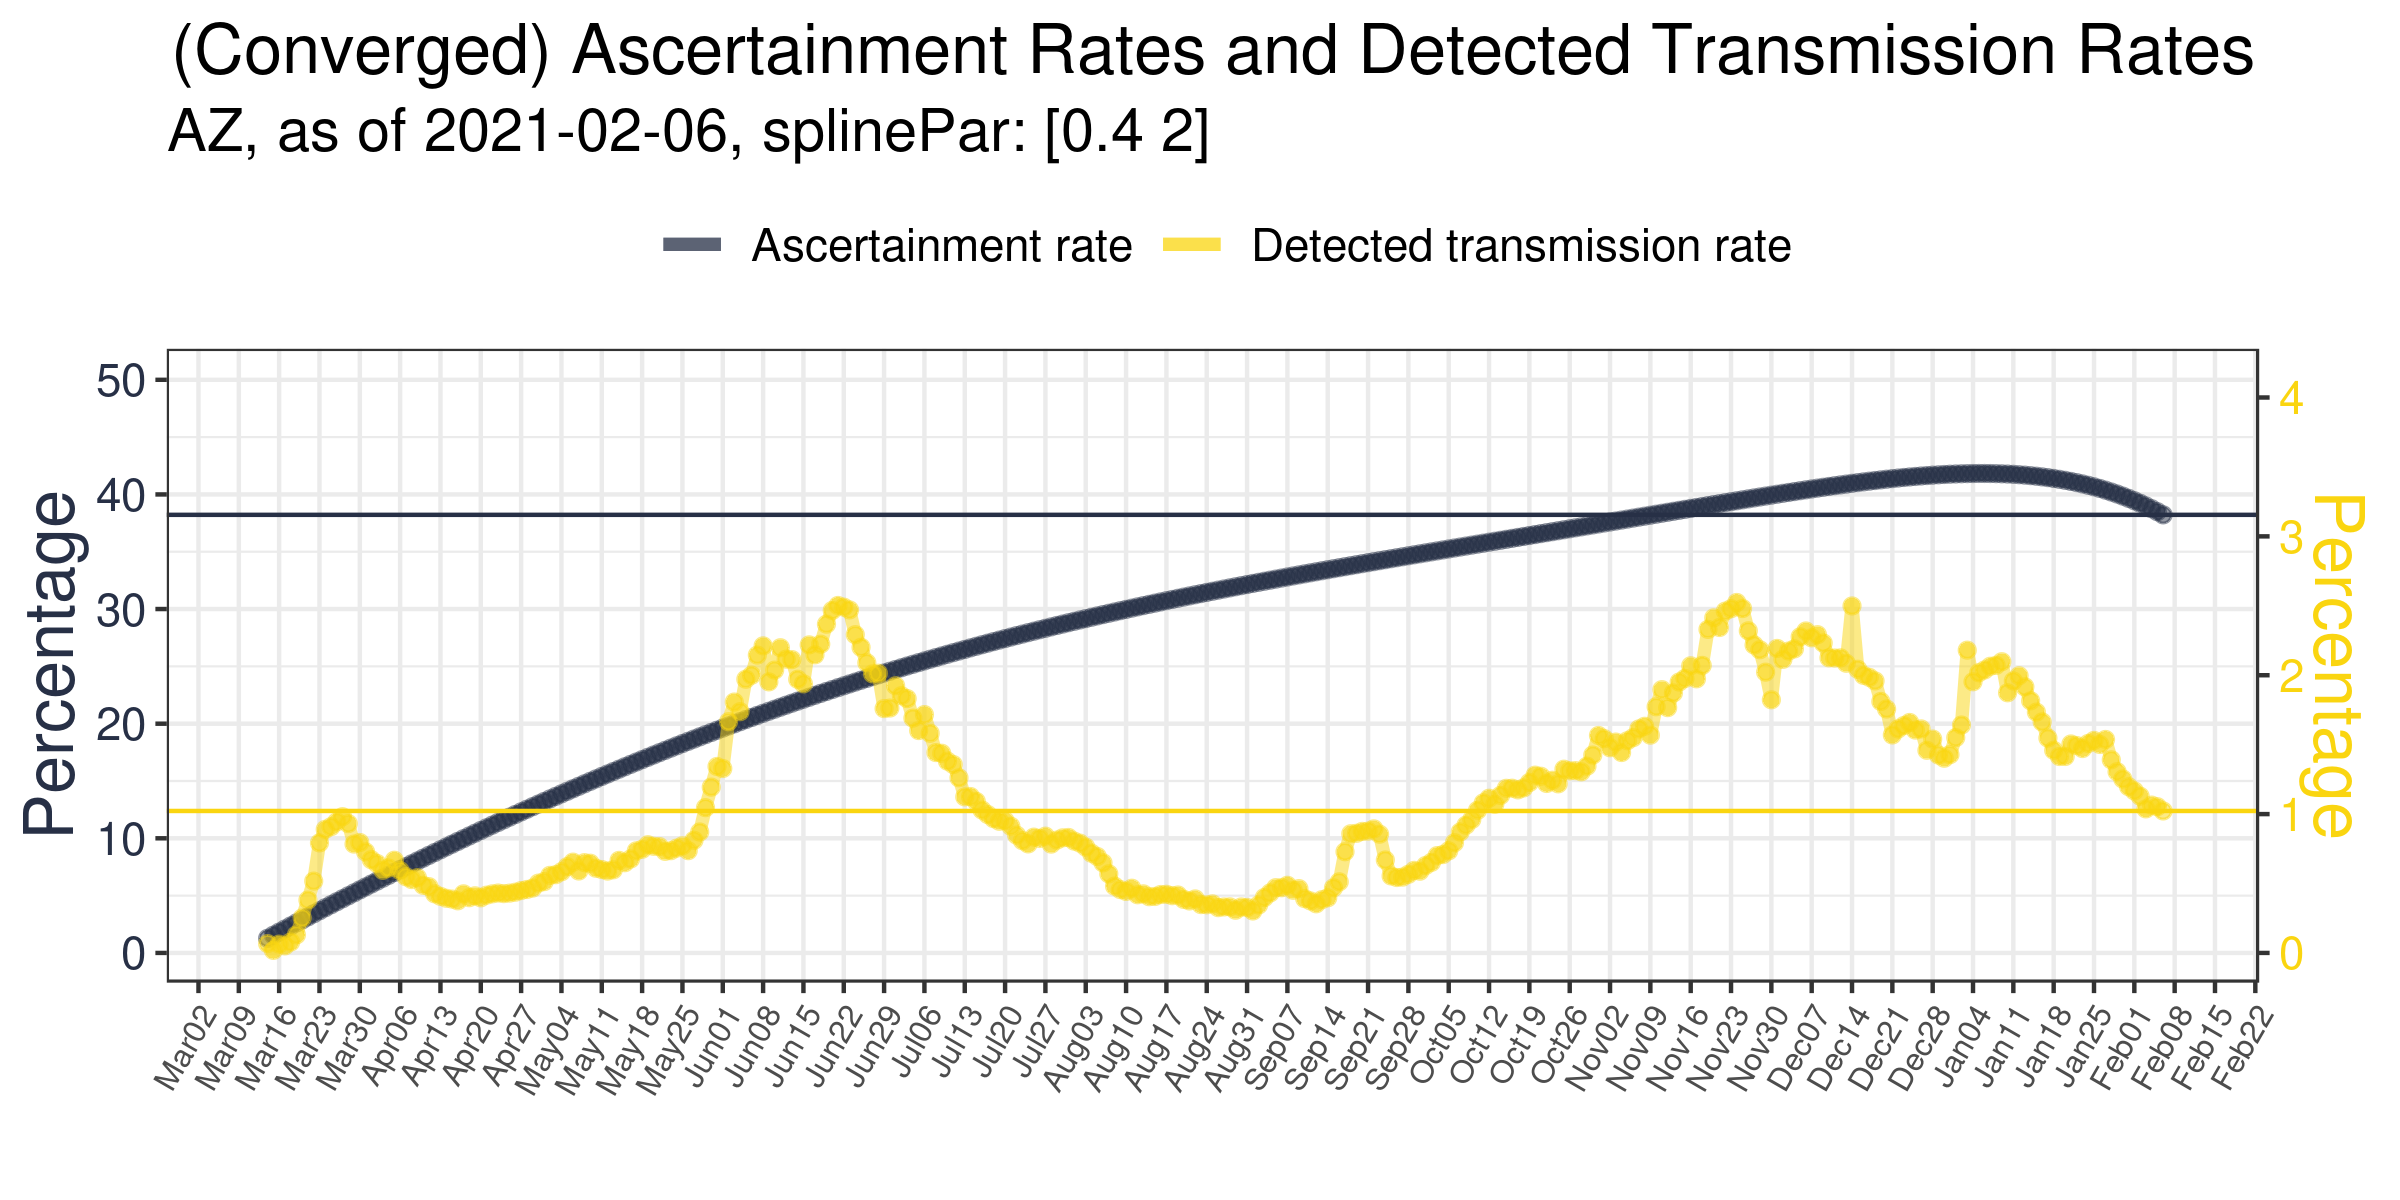 (Converged) Ascertainment Rates and Detected Transmission Rates
AZ, as of 2021-02-06, splinePar: [0.4 2]
Ascertainment rate
Detected transmission rate
Percentage
50
40
30
20
10
0
4
3
2
1
0
Percentage
Mar02
Mar09
Mar16
Mar23
Mar30
Apr06
Apr13
Apr20
Apr27
May04
May11
May18
May25
Jun01
Jun08
Jun15
Jun22
Jun29
Jul06
Jul13
Jul20
Jul27
Aug03
Aug10
Aug17
Aug24
Aug31
Sep07
Sep14
Sep21
Sep28
Oct05
Oct12
Oct19
Oct26
Nov02
Nov09
Nov16
Nov23
Nov30
Dec07
Dec14
Dec21
Dec28
Jan04
Jan11
Jan18
Jan25
Feb01
Feb08
Feb15
Feb22